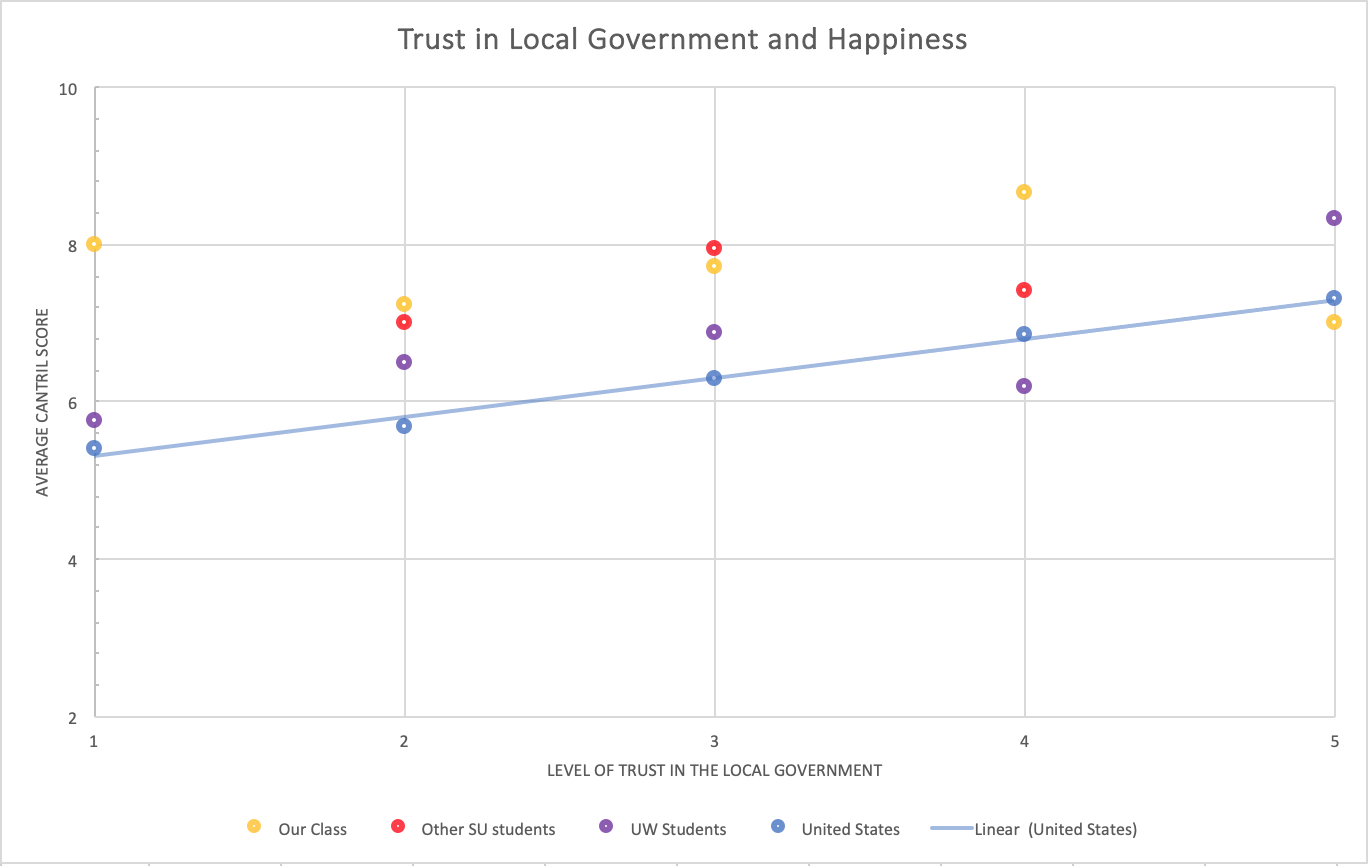 Trust in Local Government and Happiness
10
8
6
4
2
AVERAGE CANTRIL SCORE
1 2 3 4 5
LEVEL OF TRUST IN THE LOCAL GOVERNMENT
Our Class Other SU students UW Students United States Linear (United States)